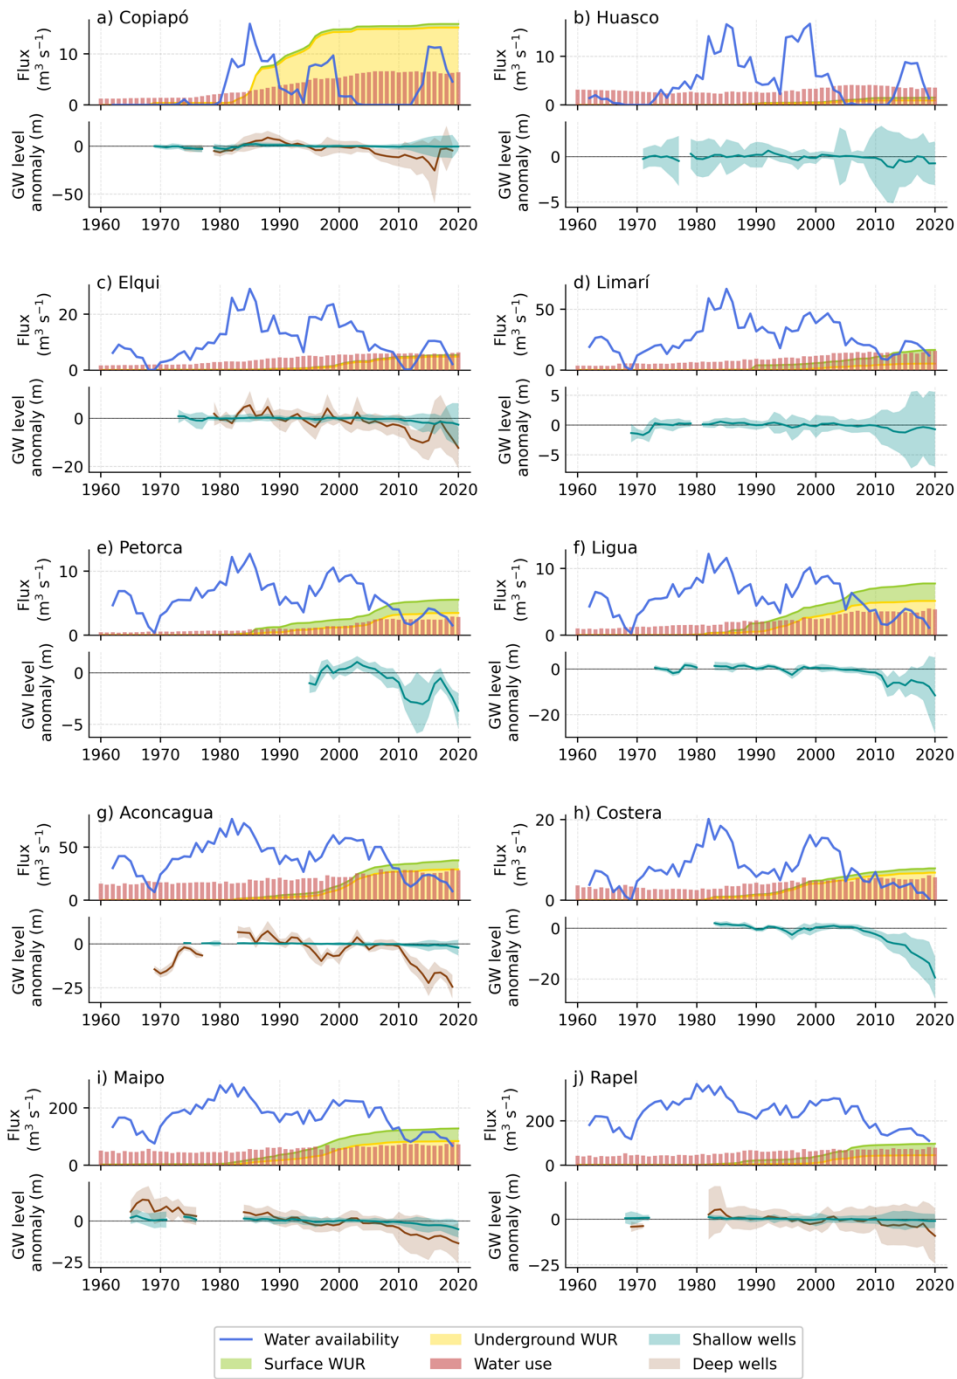 a) Copiapó
Flux
(m³ s⁻¹)
10
0
GW level
anomaly (m)
0
−50
1960 1970 1980 1990 2000 2010 2020
b) Huasco
Flux
(m³ s⁻¹)
10
0
GW level
anomaly (m)
0
−5
1960 1970 1980 1990 2000 2010 2020
c) Elqui
Flux
(m³ s⁻¹)
20
0
GW level
anomaly (m)
0
−20
1960 1970 1980 1990 2000 2010 2020
d) Limarí
Flux
(m³ s⁻¹)
50
0
GW level
anomaly (m)
5
0
−5
1960 1970 1980 1990 2000 2010 2020
e) Petorca
Flux
(m³ s⁻¹)
10
0
GW level
anomaly (m)
0
−5
1960 1970 1980 1990 2000 2010 2020
f) Ligua
Flux
(m³ s⁻¹)
10
5
0
GW level
anomaly (m)
0
−20
1960 1970 1980 1990 2000 2010 2020
g) Aconcagua
Flux
(m³ s⁻¹)
50
0
GW level
anomaly (m)
0
−25
1960 1970 1980 1990 2000 2010 2020
h) Costera
Flux
(m³ s⁻¹)
20
0
GW level
anomaly (m)
0
−20
1960 1970 1980 1990 2000 2010 2020
i) Maipo
Flux
(m³ s⁻¹)
200
0
GW level
anomaly (m)
0
−25
1960 1970 1980 1990 2000 2010 2020
j) Rapel
Flux
(m³ s⁻¹)
200
0
GW level
anomaly (m)
0
−25
1960 1970 1980 1990 2000 2010 2020
Water availability Underground WUR Shallow wells
Surface WUR Water use Deep wells